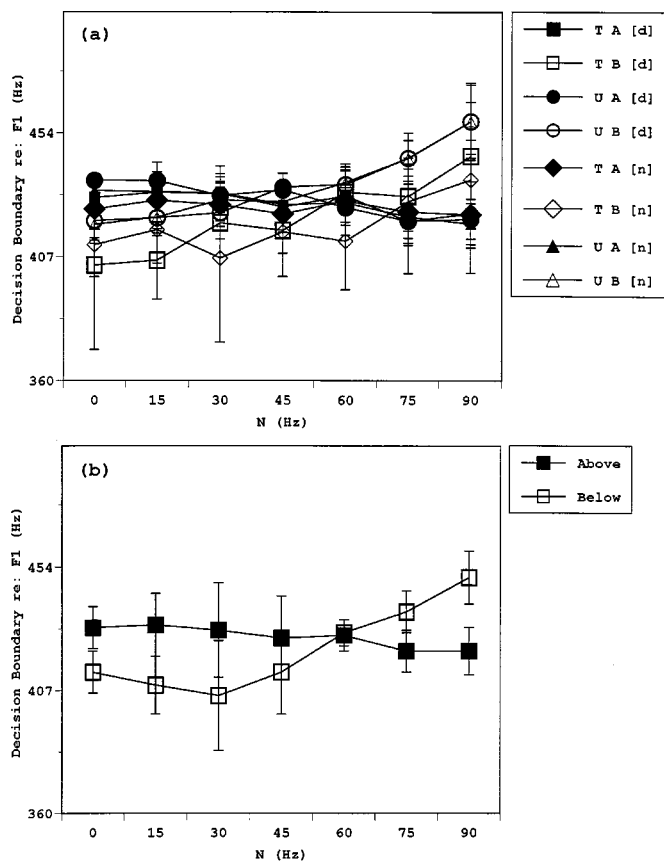 (a)
Decision Boundary re: F1 (Hz)
454
407
360
0 15 30 45 60 75 90
N (Hz)
T A [d]
T B [d]
U A [d]
U B [d]
T A [n]
T B [n]
U A [n]
U B [n]
(b)
Decision Boundary re: F1 (Hz)
454
407
360
0 15 30 45 60 75 90
N (Hz)
Above
Below